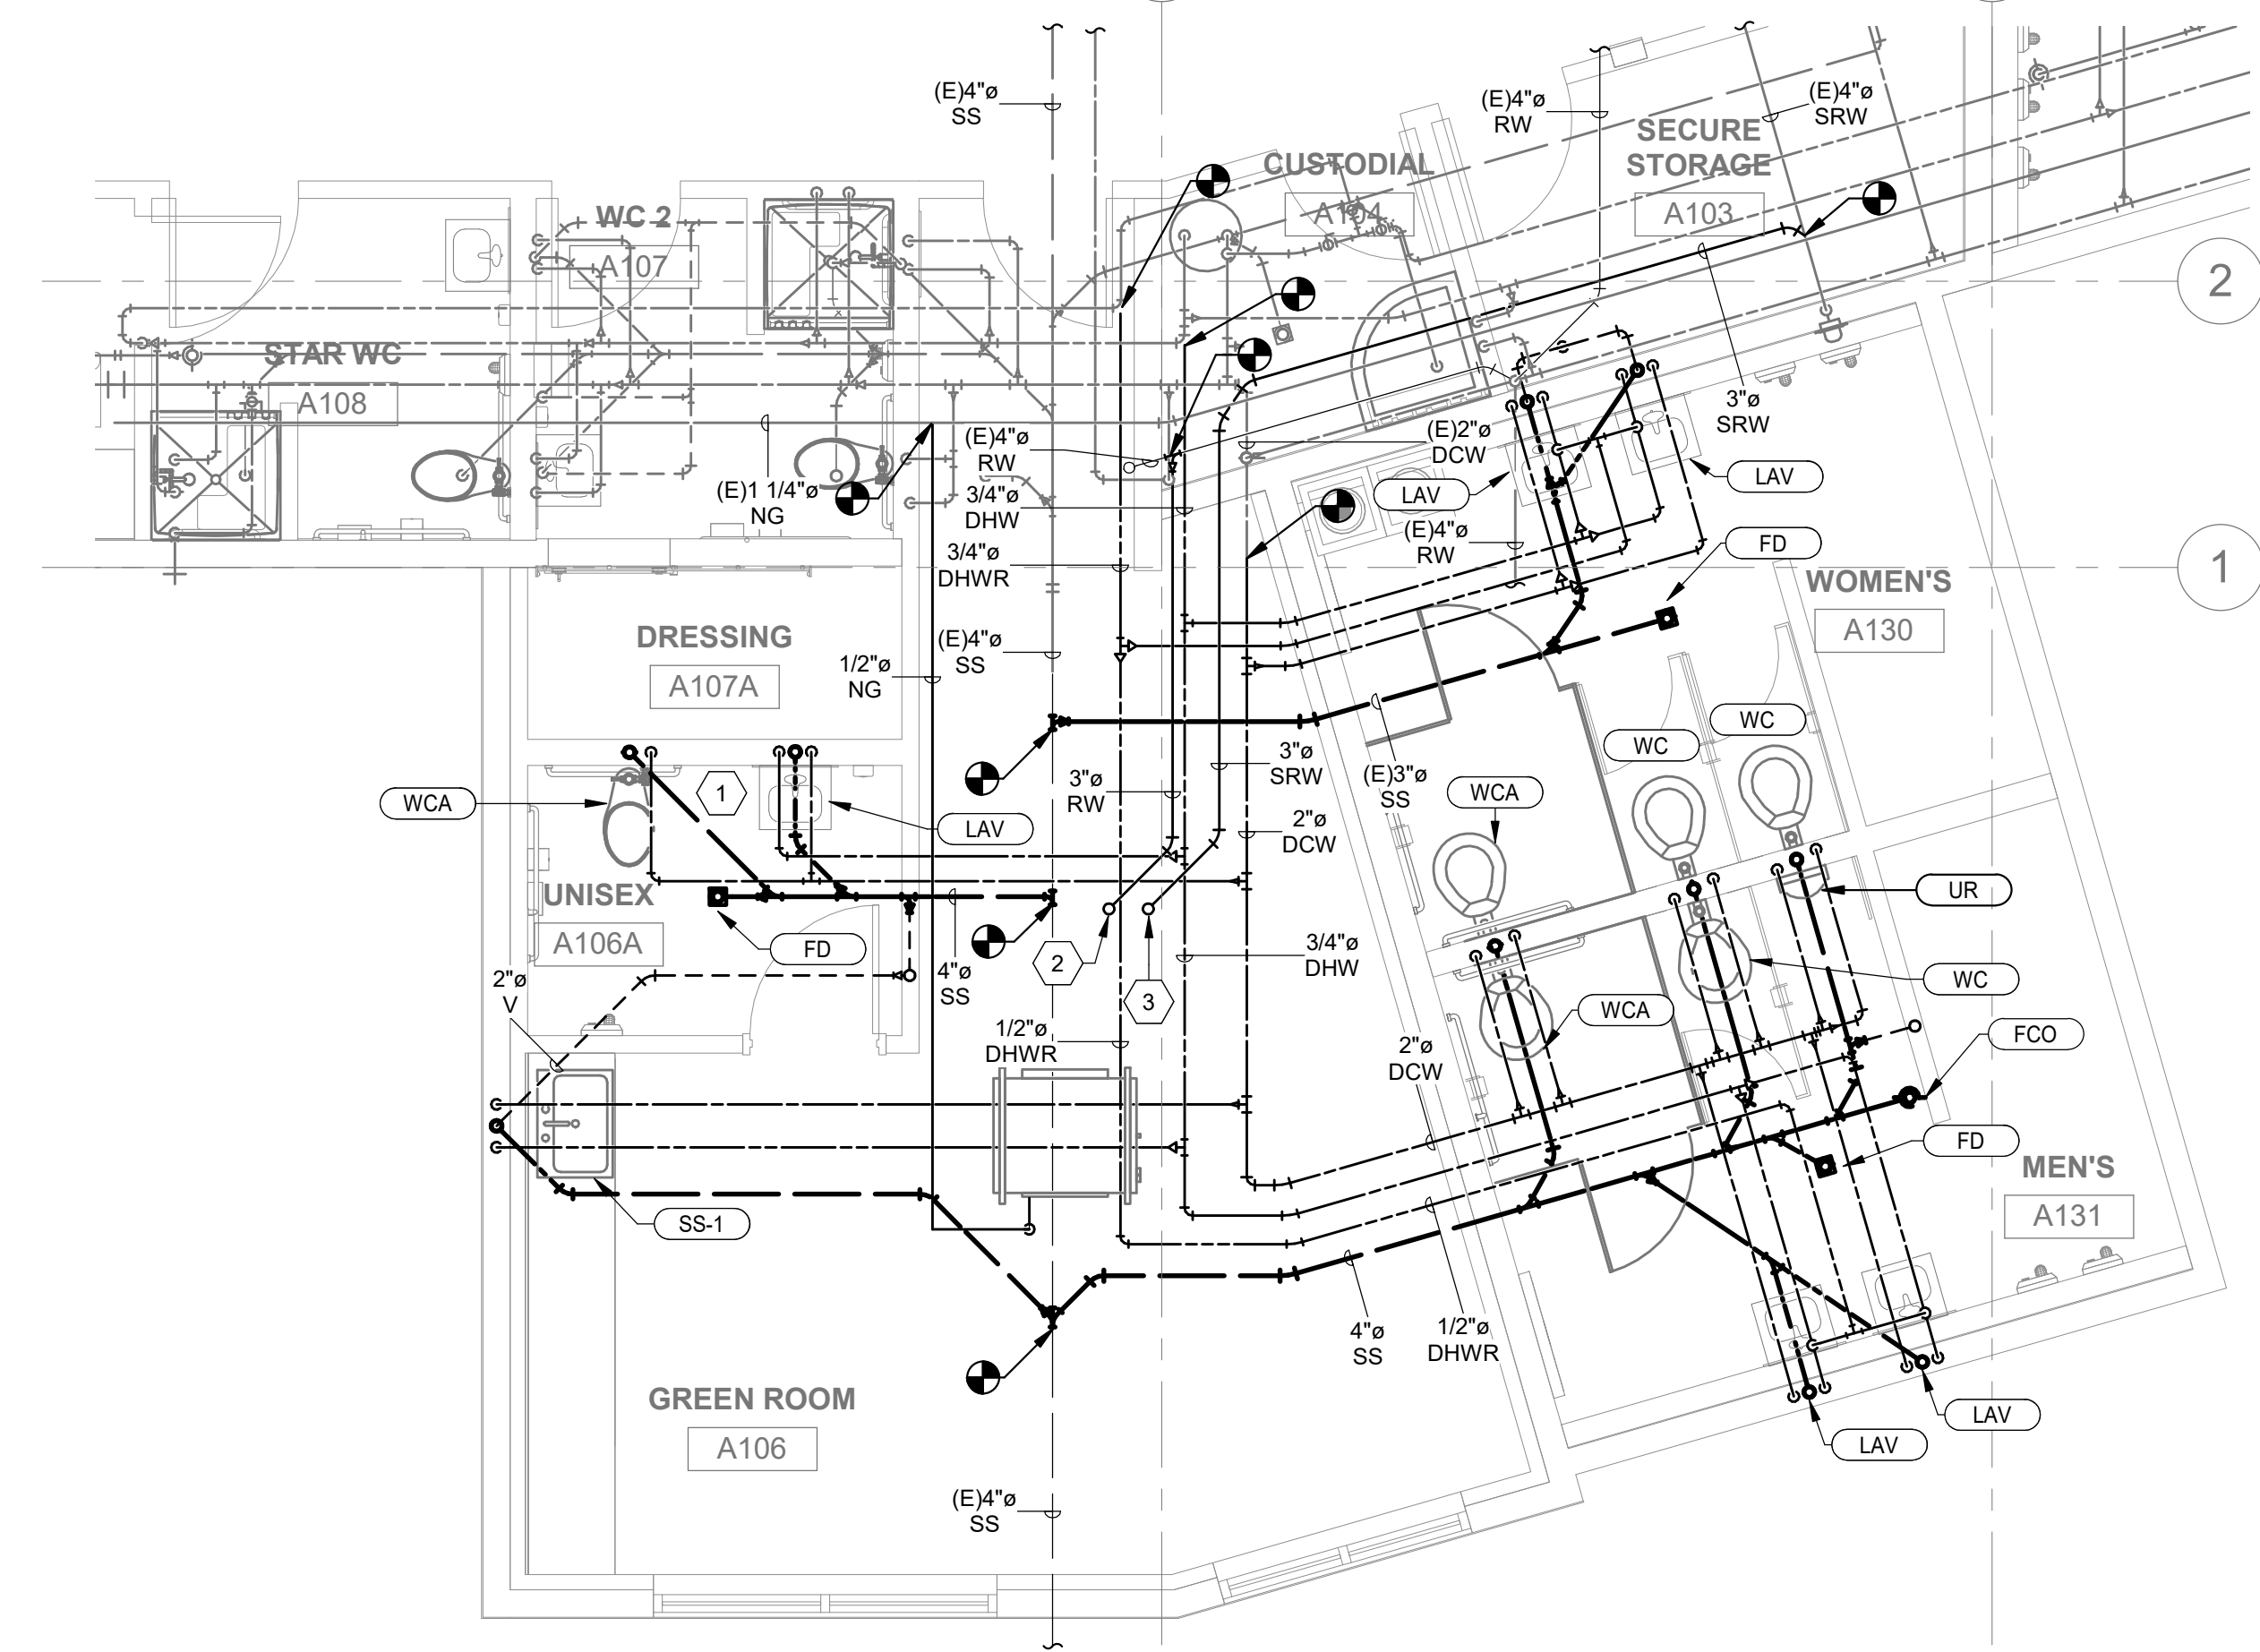 (E)4"ø
SS
(E)4"ø
RW
(E)4"ø
SRW
SECURE
STORAGE
A103
CUSTODIAL
A104
WC 2
A107
2
STAR WC
A108
(E)4"ø
RW
(E)2"ø
DCW
3"ø
SRW
(E)1 1/4"ø
NG
3/4"ø
DHW
LAV
LAV
(E)4"ø
RW
FD
3/4"ø
DHWR
1
WOMEN'S
A130
DRESSING
A107A
(E)4"ø
SS
1/2"ø
NG
WC
WC
3"ø
RW
3"ø
SRW
(E)3"ø
SS
WCA
WCA
1
LAV
2"ø
DCW
UNISEX
A106A
UR
FD
2
3
3/4"ø
DHW
WC
4"ø
SS
2"ø
V
WCA
FCO
1/2"ø
DHWR
2"ø
DCW
FD
MEN'S
A131
SS-1
4"ø
SS
1/2"ø
DHWR
GREEN ROOM
A106
LAV
LAV
(E)4"ø
SS